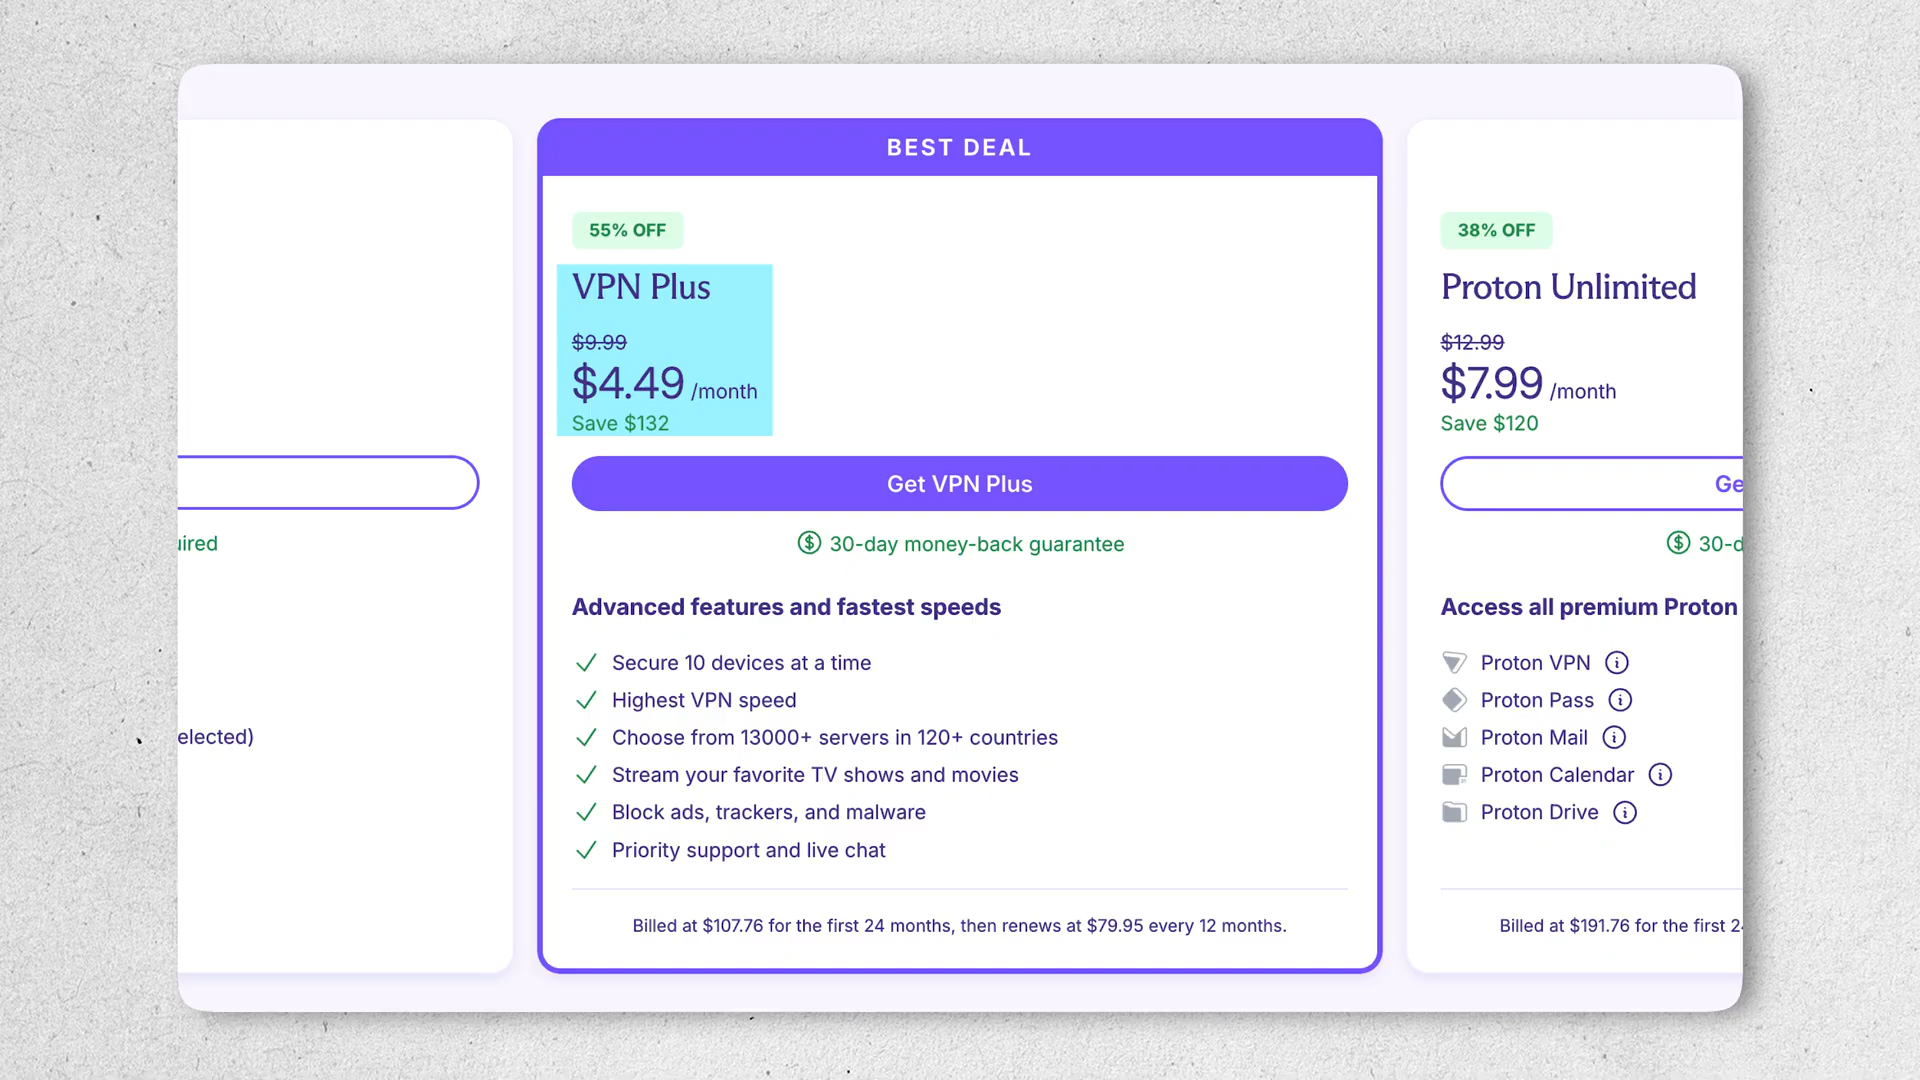 BEST DEAL
55% OFF
VPN Plus
$9.99
$4.49 /month
Save $132
Get VPN Plus
30-day money-back guarantee
Advanced features and fastest speeds
Secure 10 devices at a time
Highest VPN speed
Choose from 13000+ servers in 120+ countries
Stream your favorite TV shows and movies
Block ads, trackers, and malware
Priority support and live chat
Billed at $107.76 for the first 24 months, then renews at $79.95 every 12 months.
38% OFF
Proton Unlimited
$12.99
$7.99 /month
Save $120
Ge
30-d
Access all premium Proton
Proton VPN
Proton Pass
Proton Mail
Proton Calendar
Proton Drive
Billed at $191.76 for the first 2
elected)